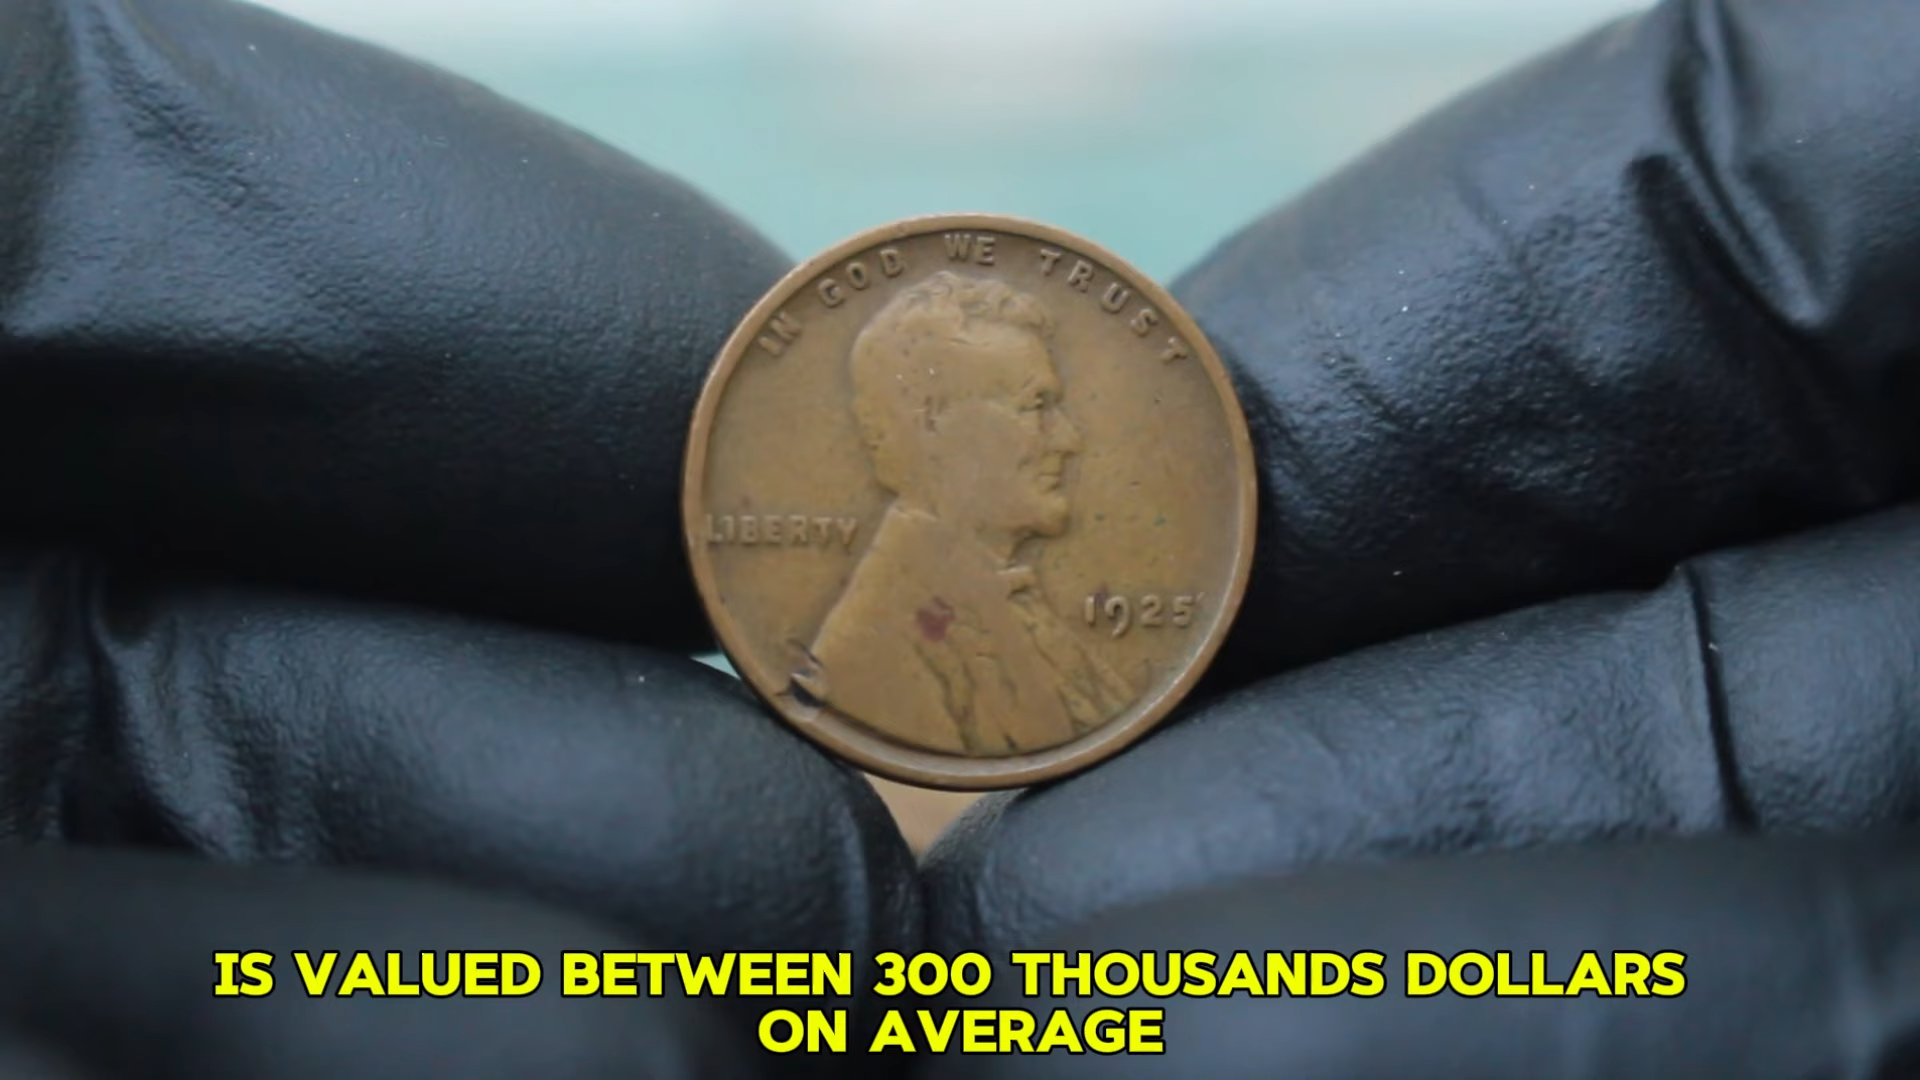 IN GOD WE TRUST
LIBERTY
1925
IS VALUED BETWEEN 300 THOUSANDS DOLLARS
ON AVERAGE